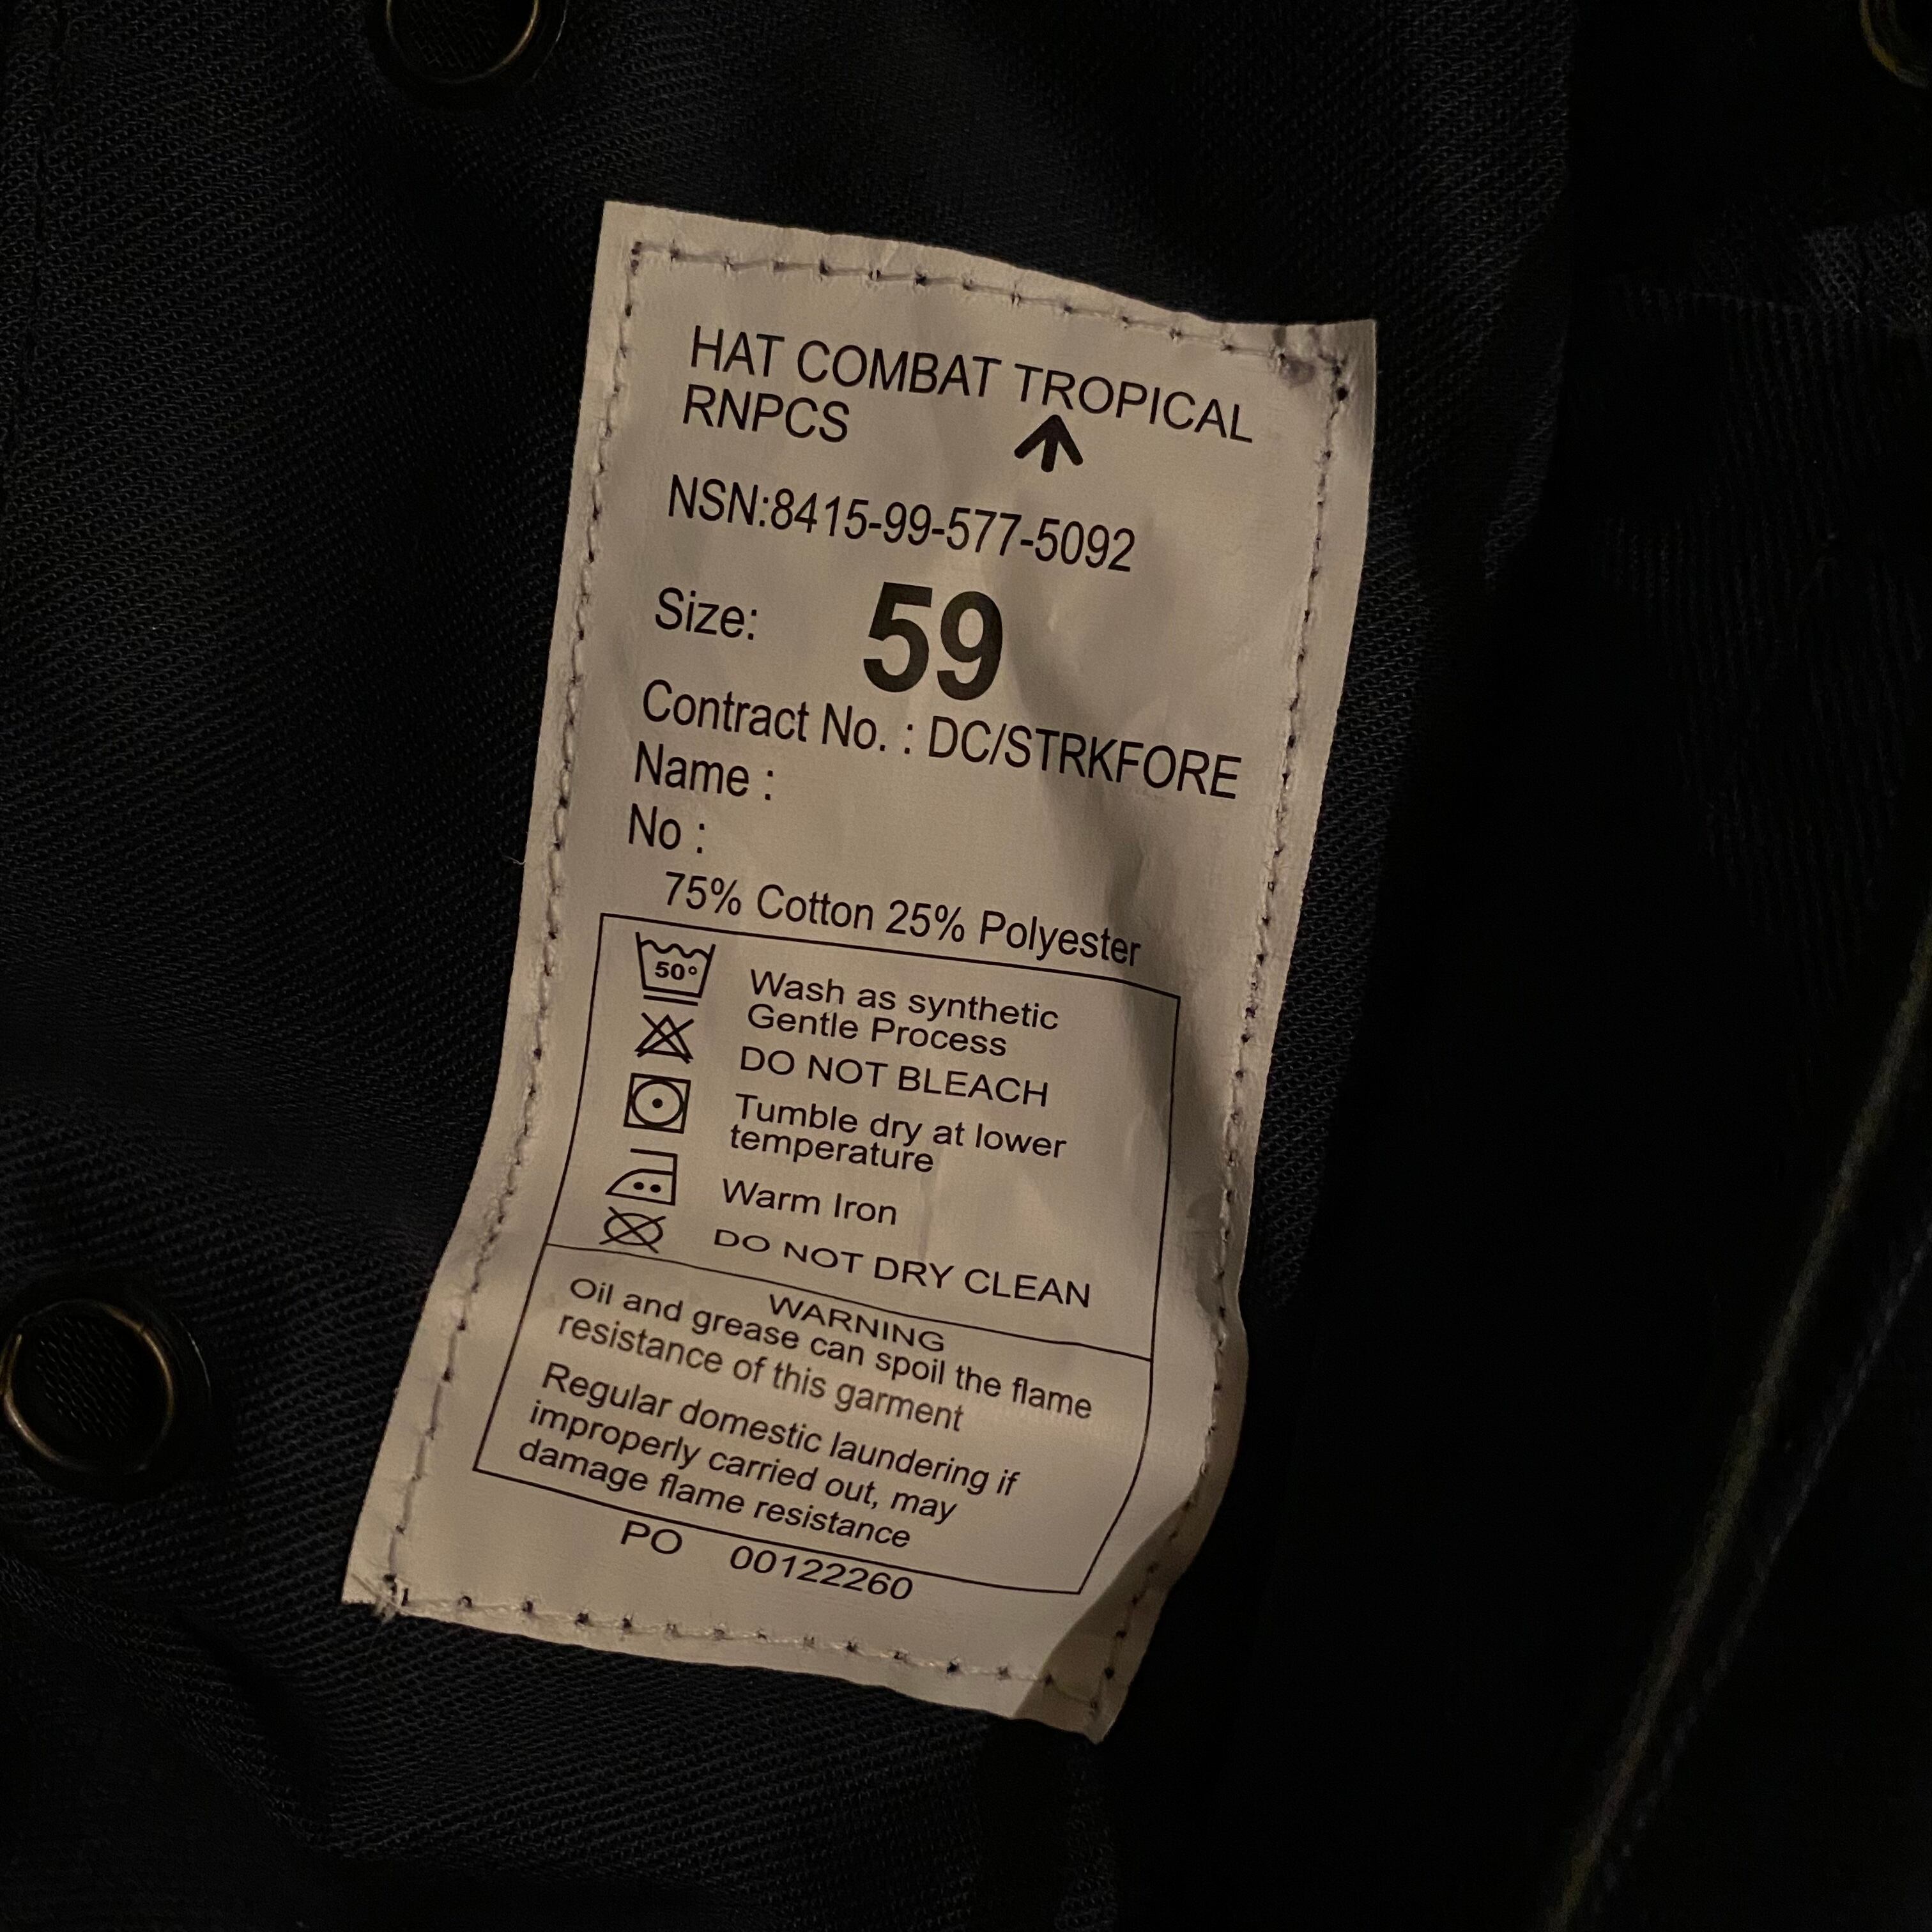 HAT COMBAT TROPICAL
RNPCS
NSN:8415-99-577-5092
Size: 59
Contract No. : DC/STRKFORE
Name :
No :
75% Cotton 25% Polyester
50°
Wash as synthetic
Gentle Process
DO NOT BLEACH
Tumble dry at lower
temperature
Warm Iron
DO NOT DRY CLEAN
WARNING
Oil and grease can spoil the flame
resistance of this garment
Regular domestic laundering if
improperly carried out, may
damage flame resistance
PO 00122260